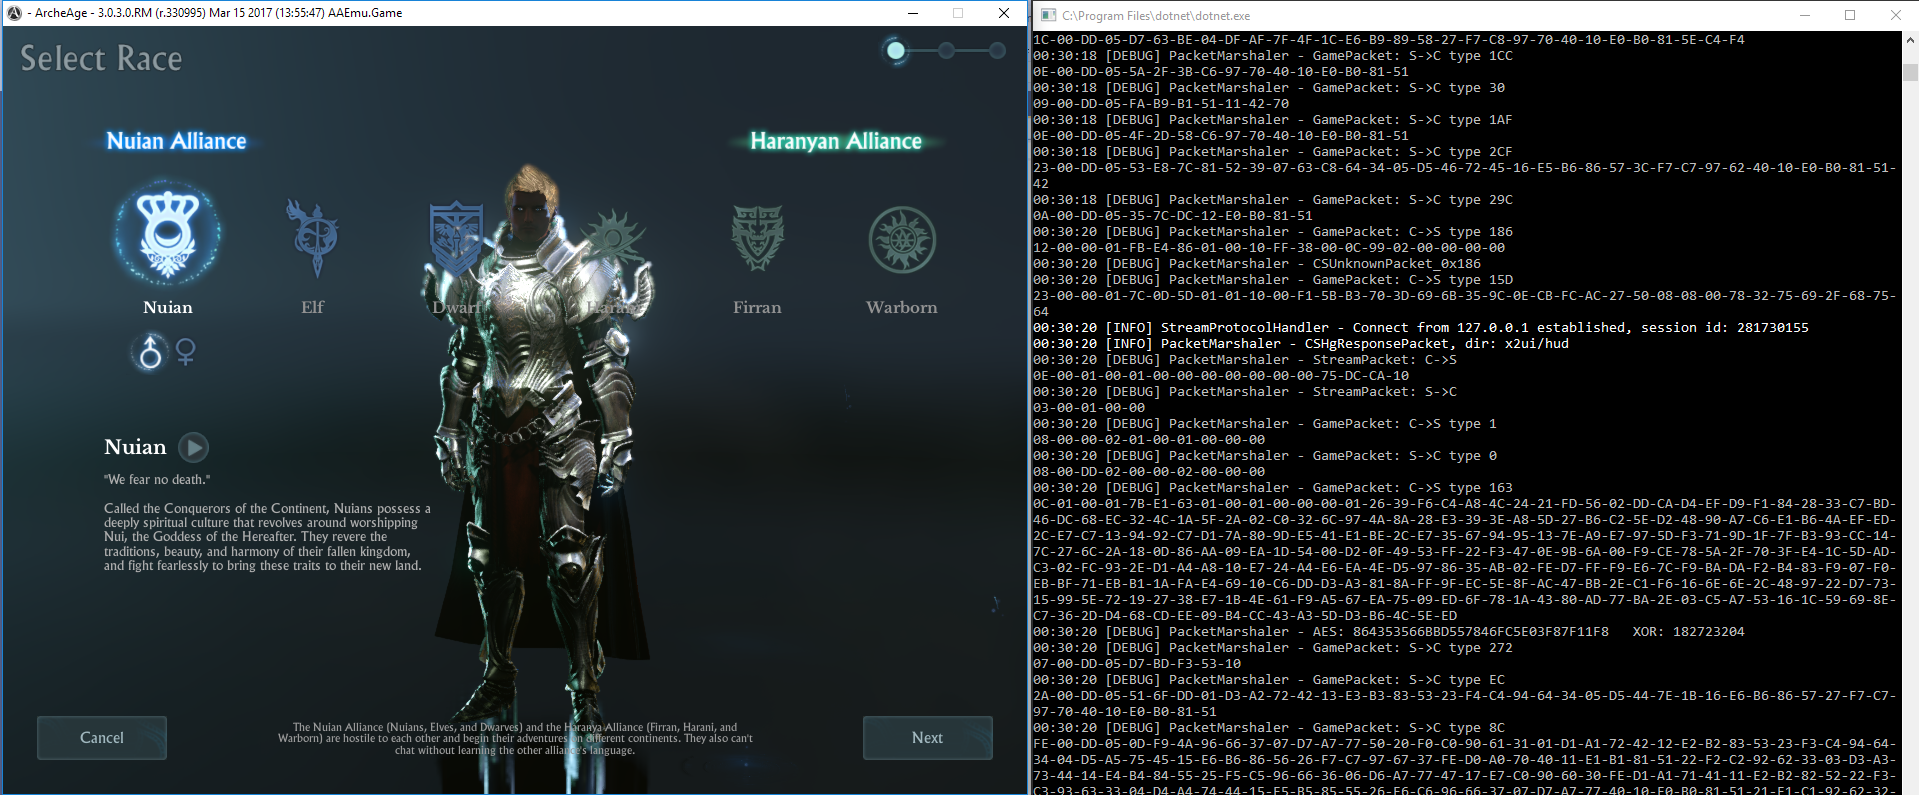 - ArcheAge - 3.0.3.0.RM (r.330995) Mar 15 2017 (13:55:47) AAEmu.Game
Select Race
Nuian Alliance
Haranyan Alliance
Nuian
Elf
Dwarf
Harani
Firran
Warborn
Nuian
"We fear no death."
Called the Conquerors of the Continent, Nuians possess a
deeply spiritual culture that revolves around worshipping
Nui, the Goddess of the Hereafter. They revere the
traditions, beauty, and harmony of their fallen kingdom,
and fight fearlessly to bring these traits to their new land.
Cancel
The Nuian Alliance (Nuians, Elves, and Dwarves) and the Haranya Alliance (Firran, Harani, and
Warborn) are hostile to each other and begin their adventures on different continents. They also can't
chat without learning the other alliance's language.
Next
C:\Program Files\dotnet\dotnet.exe
1C-00-DD-05-D7-63-BE-04-DF-AF-7F-4F-1C-E6-B9-89-58-27-F7-C8-97-70-40-10-E0-B0-81-5E-C4-F4
00:30:18 [DEBUG] PacketMarshaler - GamePacket: S->C type 1CC
0E-00-DD-05-5A-2F-3B-C6-97-70-40-10-E0-B0-81-51
00:30:18 [DEBUG] PacketMarshaler - GamePacket: S->C type 30
09-00-DD-05-FA-B9-B1-51-11-42-70
00:30:18 [DEBUG] PacketMarshaler - GamePacket: S->C type 1AF
0E-00-DD-05-4F-2D-58-C6-97-70-40-10-E0-B0-81-51
00:30:18 [DEBUG] PacketMarshaler - GamePacket: S->C type 2CF
23-00-DD-05-53-E8-7C-81-52-39-07-63-C8-64-34-05-D5-46-72-45-16-E5-B6-86-57-3C-F7-C7-97-62-40-10-E0-B0-81-51-
42
00:30:18 [DEBUG] PacketMarshaler - GamePacket: S->C type 29C
0A-00-DD-05-35-7C-DC-12-E0-B0-81-51
00:30:20 [DEBUG] PacketMarshaler - GamePacket: C->S type 186
12-00-00-01-FB-E4-86-01-00-10-FF-38-00-0C-99-02-00-00-00-00
00:30:20 [DEBUG] PacketMarshaler - CSUnknownPacket_0x186
00:30:20 [DEBUG] PacketMarshaler - GamePacket: C->S type 15D
23-00-00-01-7C-0D-5D-01-01-10-00-F1-5B-B3-70-3D-69-6B-35-9C-0E-CB-FC-AC-27-50-08-08-00-78-32-75-69-2F-68-75-
64
00:30:20 [INFO] StreamProtocolHandler - Connect from 127.0.0.1 established, session id: 281730155
00:30:20 [INFO] PacketMarshaler - CSHgResponsePacket, dir: x2ui/hud
00:30:20 [DEBUG] PacketMarshaler - StreamPacket: C->S
0E-00-01-00-01-00-00-00-00-00-00-00-75-DC-CA-10
00:30:20 [DEBUG] PacketMarshaler - StreamPacket: S->C
03-00-01-00-00
00:30:20 [DEBUG] PacketMarshaler - GamePacket: C->S type 1
08-00-00-02-01-00-01-00-00-00
00:30:20 [DEBUG] PacketMarshaler - GamePacket: S->C type 0
08-00-DD-02-00-00-02-00-00-00
00:30:20 [DEBUG] PacketMarshaler - GamePacket: C->S type 163
0C-01-00-01-7B-E1-63-01-00-01-00-00-00-01-26-39-F6-C4-A8-4C-24-21-FD-56-02-DD-CA-D4-EF-D9-F1-84-28-33-C7-BD-
46-DC-68-EC-32-4C-1A-5F-2A-02-C0-32-6C-97-4A-8A-28-E3-39-3E-A8-5D-27-B6-C2-5E-D2-48-90-A7-C6-E1-B6-4A-EF-ED-
2C-E7-C7-13-94-92-C7-D1-7A-80-9D-E5-41-E1-BE-2C-E7-35-67-94-95-13-7E-A9-E7-97-5D-F3-71-9D-1F-7F-B3-93-CC-14-
7C-27-6C-2A-18-0D-86-AA-09-EA-1D-54-00-D2-0F-49-53-FF-22-F3-47-0E-9B-6A-00-F9-CE-78-5A-2F-70-3F-E4-1C-5D-AD-
C3-02-FC-93-2E-D1-A4-A8-10-E7-24-A4-E6-EA-4E-D5-97-86-35-AB-02-FE-D7-FF-F9-E6-7C-F9-BA-DA-F2-B4-83-F9-07-F0-
EB-BF-71-EB-B1-1A-FA-E4-69-10-C6-DD-D3-A3-81-8A-FF-9F-EC-5E-8F-AC-47-BB-2E-C1-F6-16-6E-6E-2C-48-97-22-D7-73-
15-99-5E-72-19-27-38-E7-1B-4E-61-F9-A5-67-EA-75-09-ED-6F-78-1A-43-80-AD-77-BA-2E-03-C5-A7-53-16-1C-59-69-8E-
C7-36-2D-D4-68-CD-EE-09-B4-CC-43-A3-5D-D3-B6-4C-5E-ED
00:30:20 [DEBUG] PacketMarshaler - AES: 864353566BBD557846FC5E03F87F11F8   XOR: 182723204
00:30:20 [DEBUG] PacketMarshaler - GamePacket: S->C type 272
07-00-DD-05-D7-BD-F3-53-10
00:30:20 [DEBUG] PacketMarshaler - GamePacket: S->C type EC
2A-00-DD-05-51-6F-DD-01-D3-A2-72-42-13-E3-B3-83-53-23-F4-C4-94-64-34-05-D5-44-7E-1B-16-E6-B6-86-57-27-F7-C7-
97-70-40-10-E0-B0-81-51
00:30:20 [DEBUG] PacketMarshaler - GamePacket: S->C type 8C
FE-00-DD-05-0D-F9-4A-96-66-37-07-D7-A7-77-50-20-F0-C0-90-61-31-01-D1-A1-72-42-12-E2-B2-83-53-23-F3-C4-94-64-
34-04-D5-A5-75-45-15-E6-B6-86-56-26-F7-C7-97-67-37-FE-D0-A0-70-40-11-E1-B1-81-51-22-F2-C2-92-62-33-03-D3-A3-
73-44-14-E4-B4-84-55-25-F5-C5-96-66-36-06-D6-A7-77-47-17-E7-C0-90-60-30-FE-D1-A1-71-41-11-E2-B2-82-52-22-F3-
C3-93-63-33-04-D4-A4-74-44-15-E5-B5-85-55-26-F6-C6-96-66-37-07-D7-A7-77-40-10-E0-B0-81-51-21-F1-C1-92-62-32-